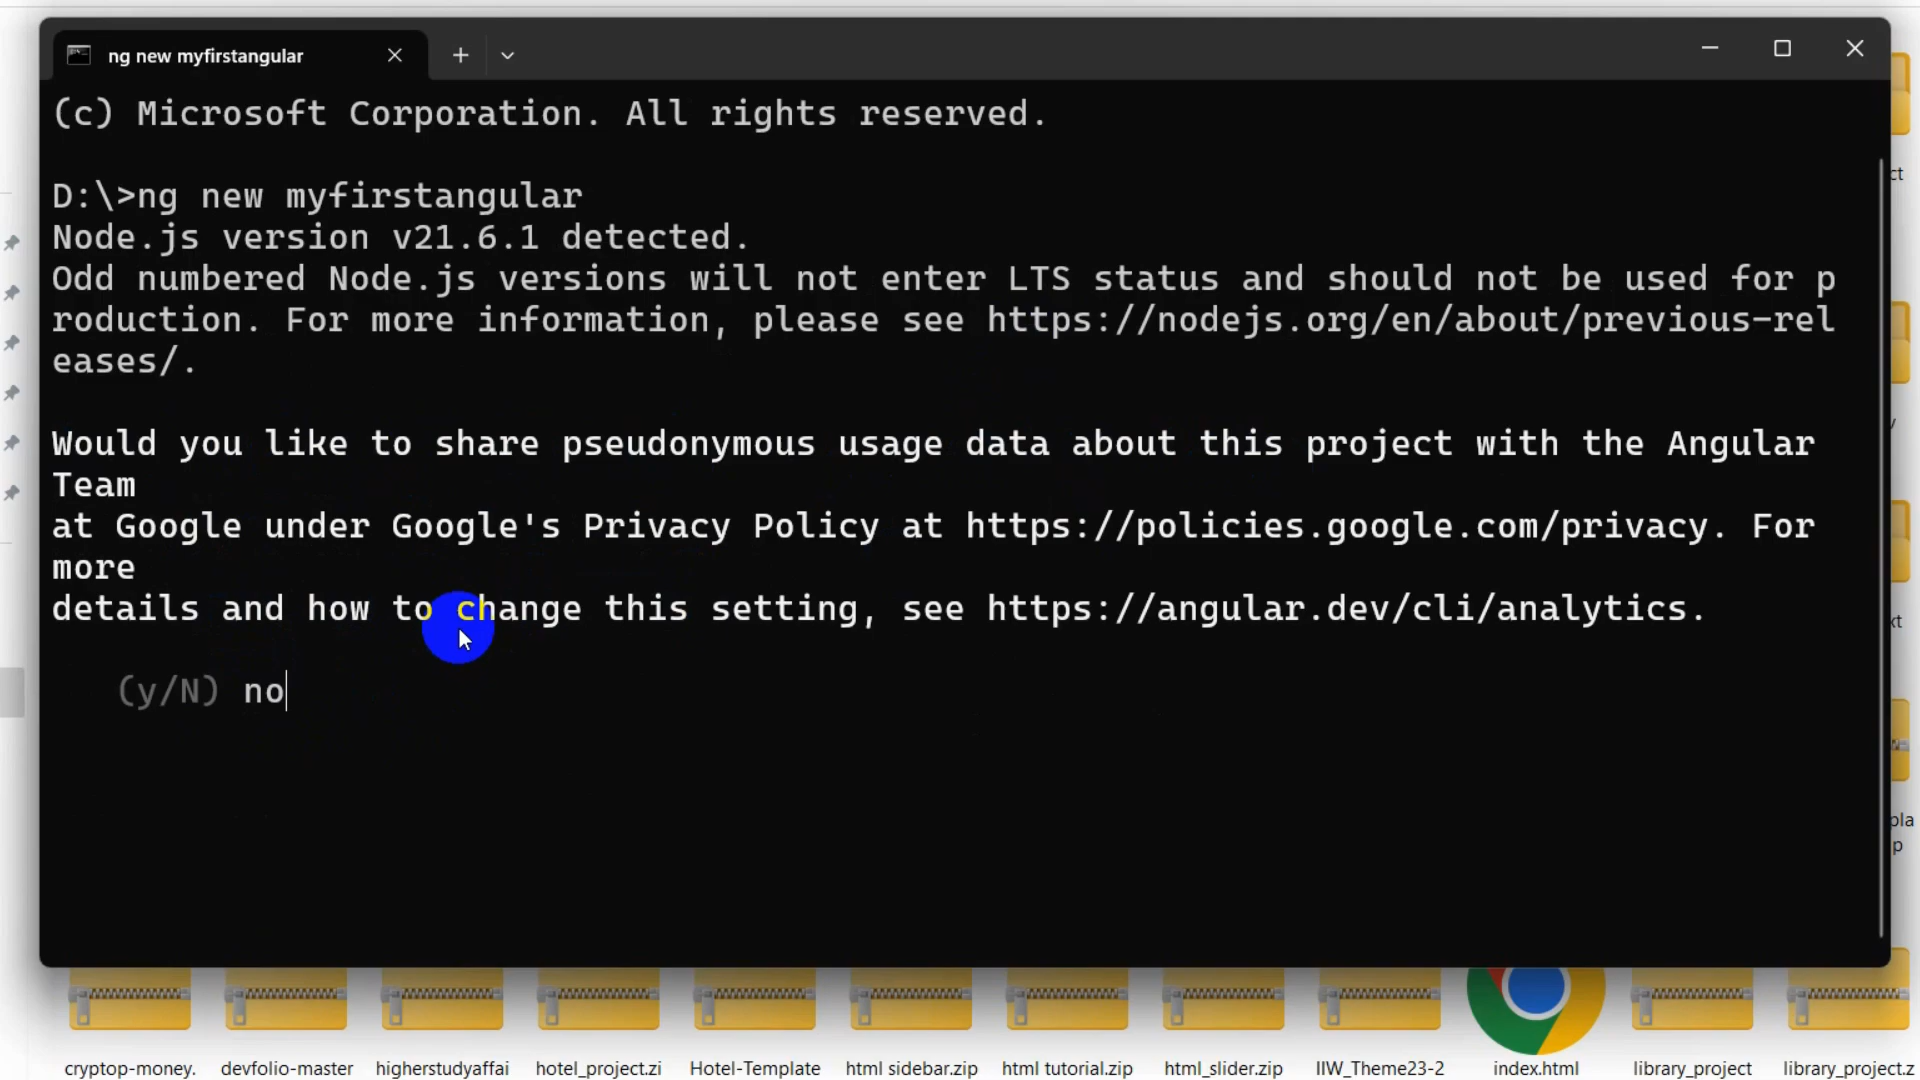 ng new myfirstangular
(c) Microsoft Corporation. All rights reserved.
D:\>ng new myfirstangular
Node.js version v21.6.1 detected.
Odd numbered Node.js versions will not enter LTS status and should not be used for p
roduction. For more information, please see https://nodejs.org/en/about/previous-rel
eases/.
Would you like to share pseudonymous usage data about this project with the Angular
Team
at Google under Google's Privacy Policy at https://policies.google.com/privacy. For
more
details and how to change this setting, see https://angular.dev/cli/analytics.
(y/N) no
ct
xt
pla
p
cryptop-money. devfolio-master higherstudyaffai hotel_project.zi Hotel-Template html sidebar.zip html tutorial.zip html_slider.zip IIW_Theme23-2 index.html library_project library_project.z